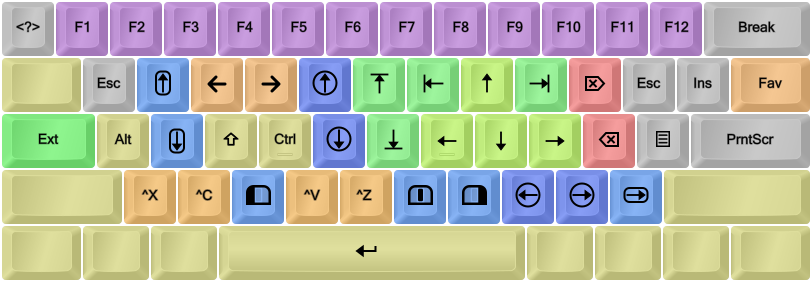 <?> F1 F2 F3 F4 F5 F6 F7 F8 F9 F10 F11 F12 Break
Esc Esc Ins Fav
Ext Alt Ctrl PrntScr
^X ^C ^V ^Z